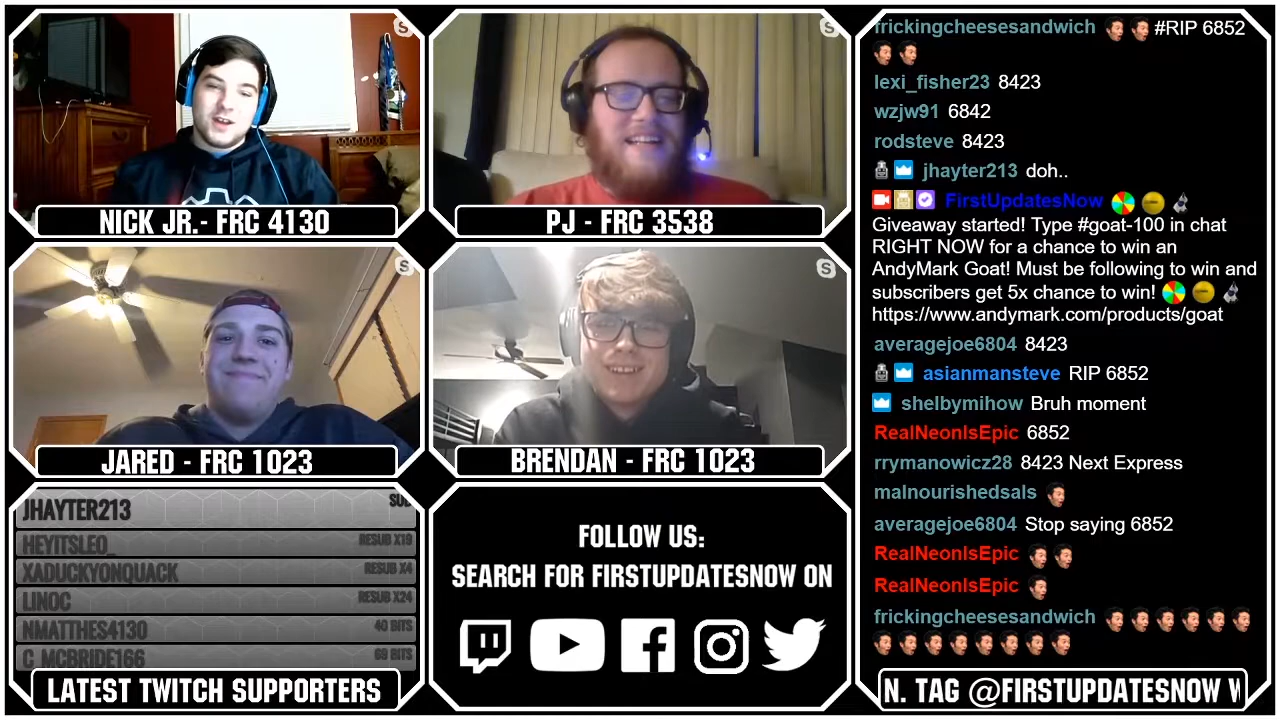 NICK JR.- FRC 4130
PJ - FRC 3538
JARED - FRC 1023
BRENDAN - FRC 1023
JHAYTER213 SUB
HEYITSLEO_ RESUB X19
XADUCKYONQUACK RESUB X4
LINOC RESUB X24
NMATTHES4130 40 BITS
C_MCBRIDE166 69 BITS
LATEST TWITCH SUPPORTERS
FOLLOW US:
SEARCH FOR FIRSTUPDATESNOW ON
frickingcheesesandwich #RIP 6852
lexi_fisher23 8423
wzjw91 6842
rodsteve 8423
jhayter213 doh..
FirstUpdatesNow
Giveaway started! Type #goat-100 in chat
RIGHT NOW for a chance to win an
AndyMark Goat! Must be following to win and
subscribers get 5x chance to win!
https://www.andymark.com/products/goat
averagejoe6804 8423
asianmansteve RIP 6852
shelbymihow Bruh moment
RealNeonIsEpic 6852
rrymanowicz28 8423 Next Express
malnourishedsals
averagejoe6804 Stop saying 6852
RealNeonIsEpic
RealNeonIsEpic
frickingcheesesandwich
N. TAG @FIRSTUPDATESNOW